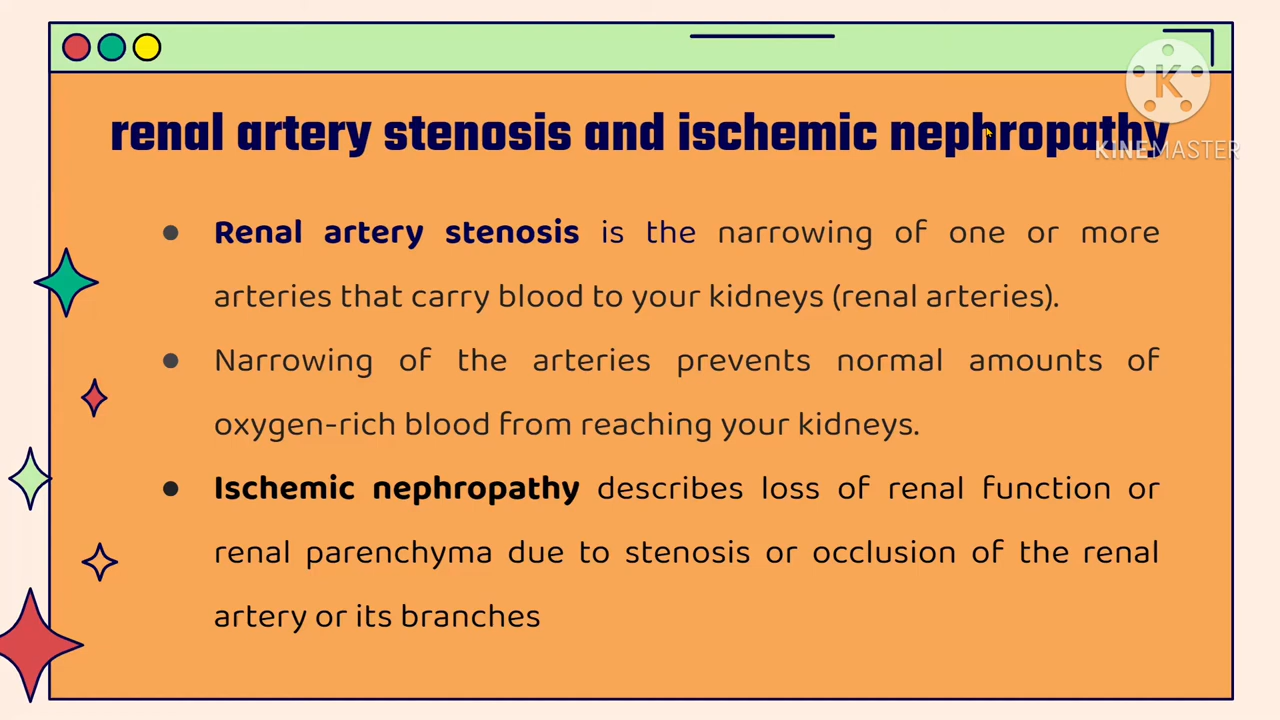 K
KINEMASTER
renal artery stenosis and ischemic nephropathy
● Renal artery stenosis is the narrowing of one or more
arteries that carry blood to your kidneys (renal arteries).
● Narrowing of the arteries prevents normal amounts of
oxygen-rich blood from reaching your kidneys.
● Ischemic nephropathy describes loss of renal function or
renal parenchyma due to stenosis or occlusion of the renal
artery or its branches